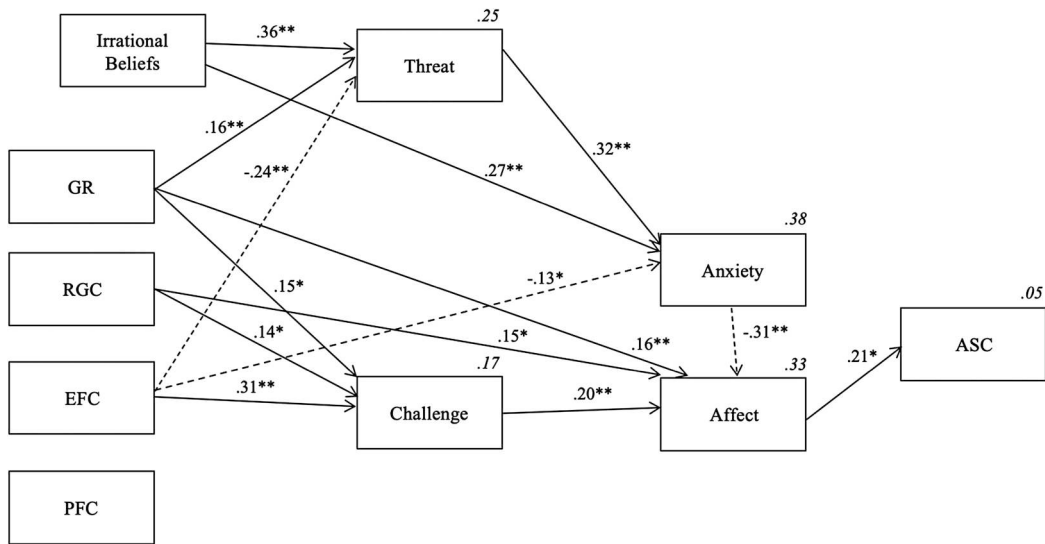 .25
Irrational
Beliefs
.36**
Threat
.16**
.32**
-.24**
.27**
GR
.38
Anxiety
RGC
-.13*
.15*
.05
.14*
.15*
.16**
-.31**
.21*
ASC
.17
.33
EFC
.31**
Challenge
.20**
Affect
PFC